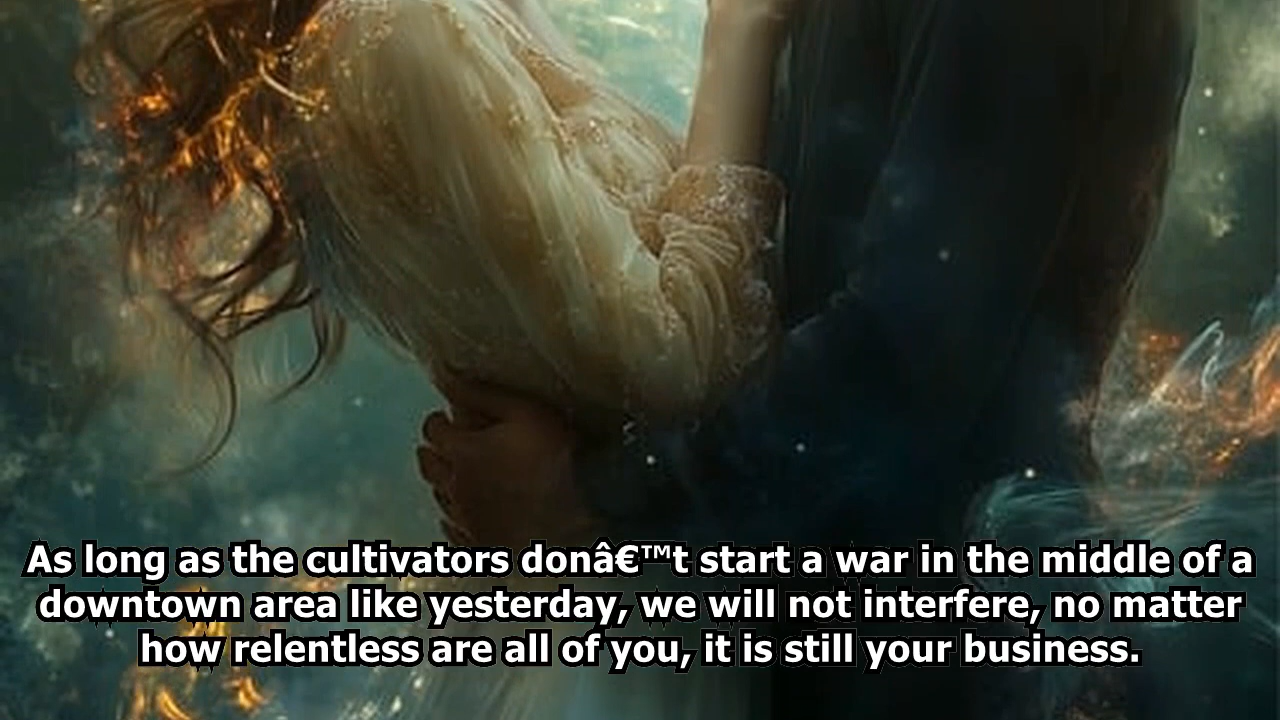 As long as the cultivators donâ€™t start a war in the middle of a
downtown area like yesterday, we will not interfere, no matter
how relentless are all of you, it is still your business.